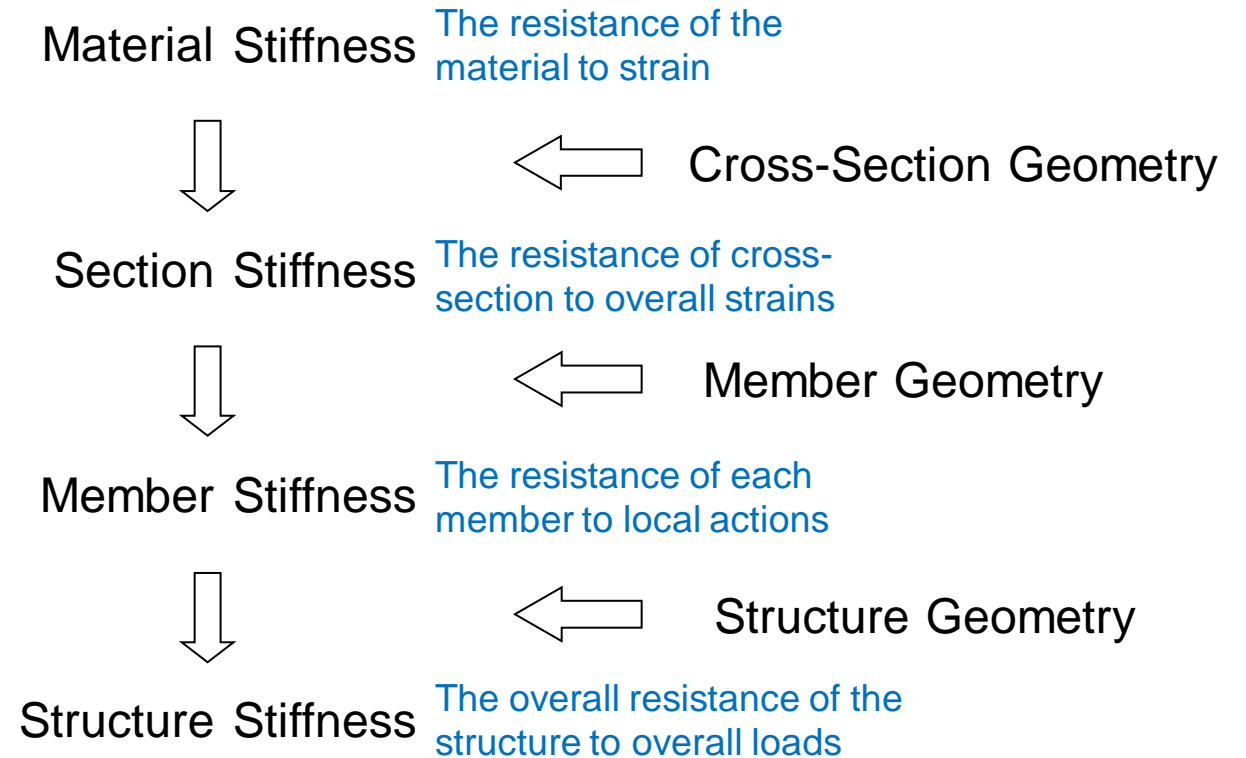 Material Stiffness
The resistance of the
material to strain
Cross-Section Geometry
Section Stiffness
The resistance of cross-
section to overall strains
Member Geometry
Member Stiffness
The resistance of each
member to local actions
Structure Geometry
Structure Stiffness
The overall resistance of the
structure to overall loads